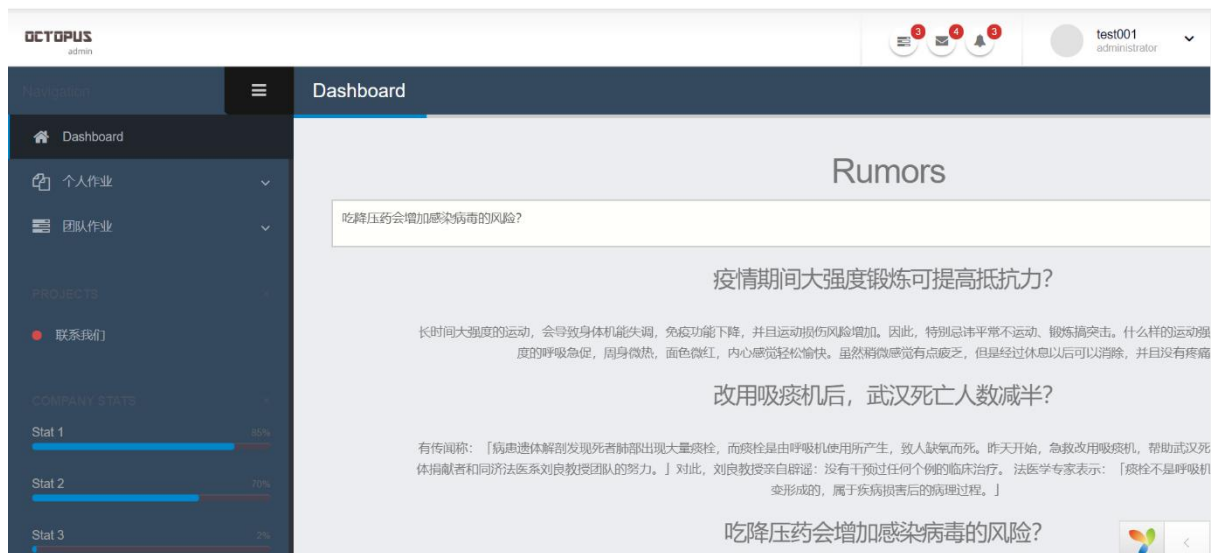 OCTOPUS
admin
3
4
3
test001
administrator
Navigation
Dashboard
Dashboard
个人作业
团队作业
PROJECTS
联系我们
COMPANY STATS
Stat 1
85%
Stat 2
70%
Stat 3
2%
Rumors
吃降压药会增加感染病毒的风险?
疫情期间大强度锻炼可提高抵抗力?
长时间大强度的运动，会导致身体机能失调，免疫功能下降，并且运动损伤风险增加。因此，特别忌讳平常不运动、锻炼搞突击。什么样的运动强
度的呼吸急促，周身微热，面色微红，内心感觉轻松愉快。虽然稍微感觉有点疲乏，但是经过休息以后可以消除，并且没有疼痛
改用吸痰机后，武汉死亡人数减半?
有传闻称：「病患遗体解剖发现死者肺部出现大量痰栓，而痰栓是由呼吸机使用所产生，致人缺氧而死。昨天开始，急救改用吸痰机，帮助武汉死
体捐献者和同济法医系刘良教授团队的努力。」对此，刘良教授亲自辟谣：没有干预过任何个例的临床治疗。 法医学专家表示：「痰栓不是呼吸机
变形成的，属于疾病损害后的病理过程。」
吃降压药会增加感染病毒的风险?